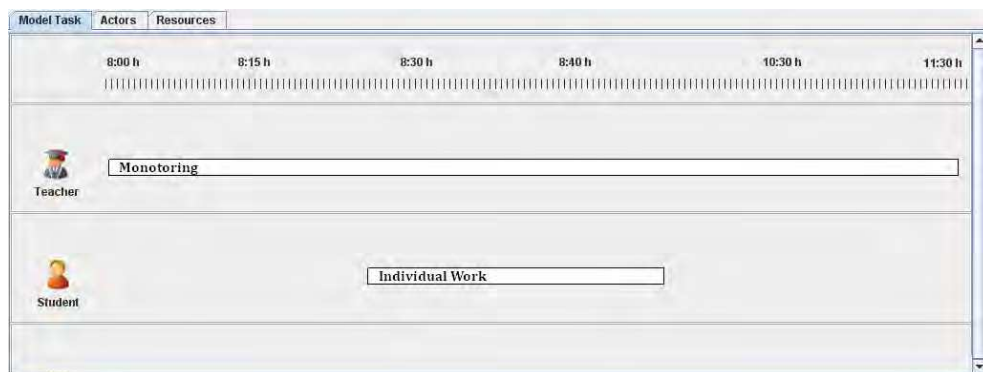 Model Task Actors Resources
8:00 h 8:15 h 8:30 h 8:40 h 10:30 h 11:30 h
Monotoring
Teacher
Individual Work
Student